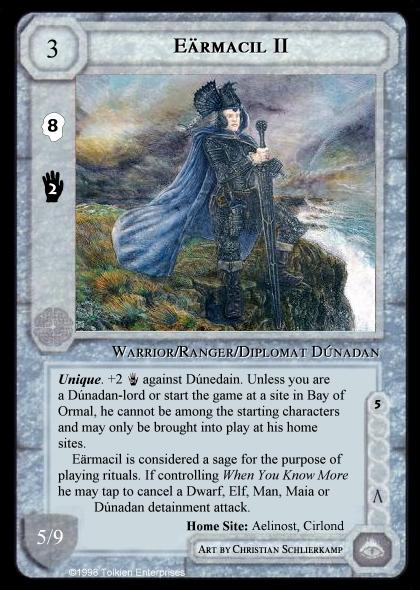 3
EÄRMACIL II
8
2
WARRIOR/RANGER/DIPLOMAT DÚNADAN
Unique. +2 against Dúnedain. Unless you are
a Dúnadan-lord or start the game at a site in Bay of
Ormal, he cannot be among the starting characters
and may only be brought into play at his home
sites.
Eärmacil is considered a sage for the purpose of
playing rituals. If controlling When You Know More
he may tap to cancel a Dwarf, Elf, Man, Maia or
Dúnadan detainment attack.
5
Home Site: Aelinost, Cirlond
5/9
ART BY CHRISTIAN SCHLIERKAMP
©1998 Tolkien Enterprises